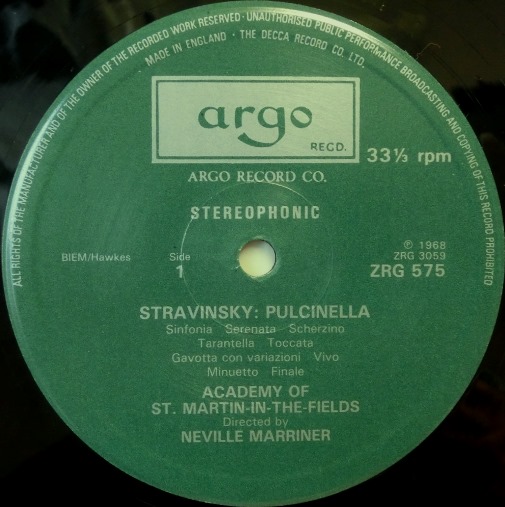 ALL RIGHTS OF THE MANUFACTURER AND OF THE OWNER OF THE RECORDED WORK RESERVED · UNAUTHORISED PUBLIC PERFORMANCE BROADCASTING AND COPYING OF THIS RECORD PROHIBITED
MADE IN ENGLAND · THE DECCA RECORD CO. LTD.
argo
REGD.
33⅓ rpm
ARGO RECORD CO.
STEREOPHONIC
BIEM/Hawkes
Side
1
℗ 1968
ZRG 3059
ZRG 575
STRAVINSKY: PULCINELLA
Sinfonia Serenata Scherzino
Tarantella Toccata
Gavotta con variazioni Vivo
Minuetto Finale
ACADEMY OF
ST. MARTIN-IN-THE-FIELDS
Directed by
NEVILLE MARRINER